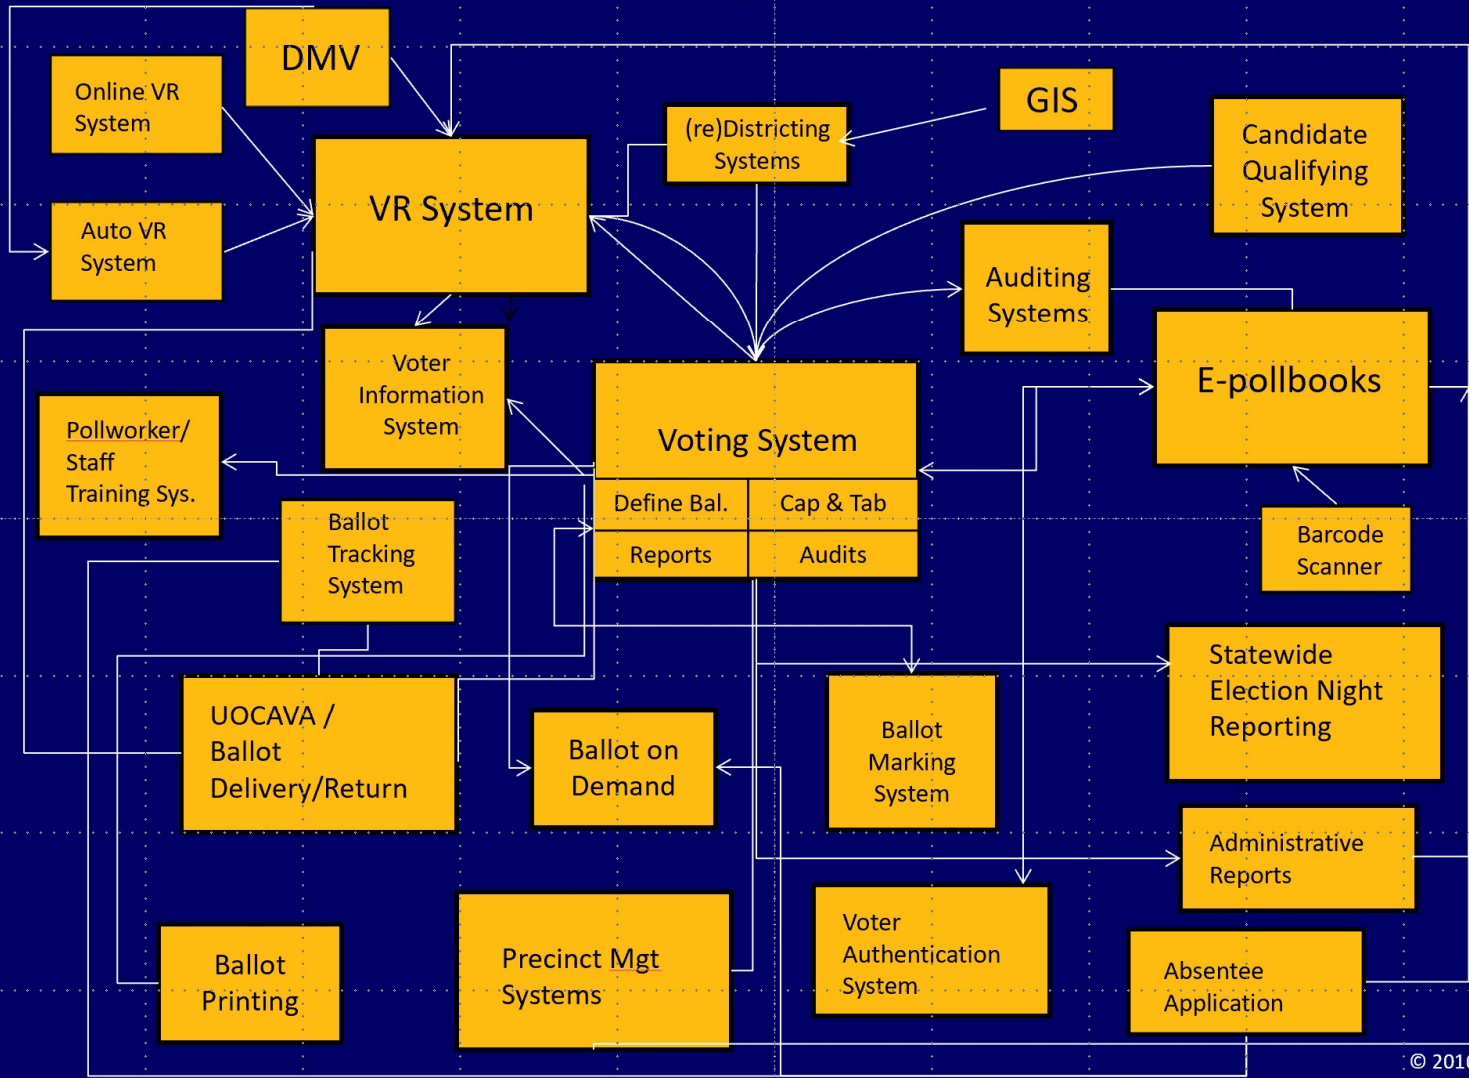 DMV
Online VR
System
GIS
(re)Districting
Systems
Candidate
Qualifying
System
VR System
Auto VR
System
Auditing
Systems
Voter
Information
System
E-pollbooks
Pollworker/
Staff
Training Sys.
Voting System
Define Bal.
Cap & Tab
Reports
Audits
Ballot
Tracking
System
Barcode
Scanner
Statewide
Election Night
Reporting
UOCAVA /
Ballot
Delivery/Return
Ballot on
Demand
Ballot
Marking
System
Administrative
Reports
Voter
Authentication
System
Ballot
Printing
Precinct Mgt
Systems
Absentee
Application
© 2016